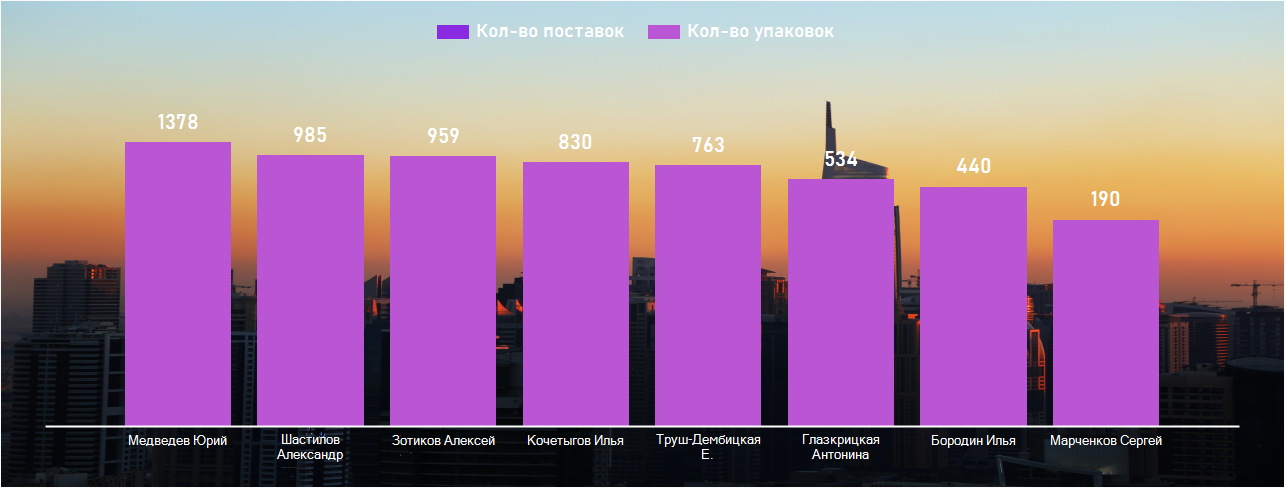 Кол-во поставок Кол-во упаковок
1378 985 959 830 763 534 440 190
Медведев Юрий
Шастилов
Александр
Зотиков Алексей
Кочетыгов Илья
Труш-Дембицкая
Е.
Глазкрицкая
Антонина
Бородин Илья
Марченков Сергей